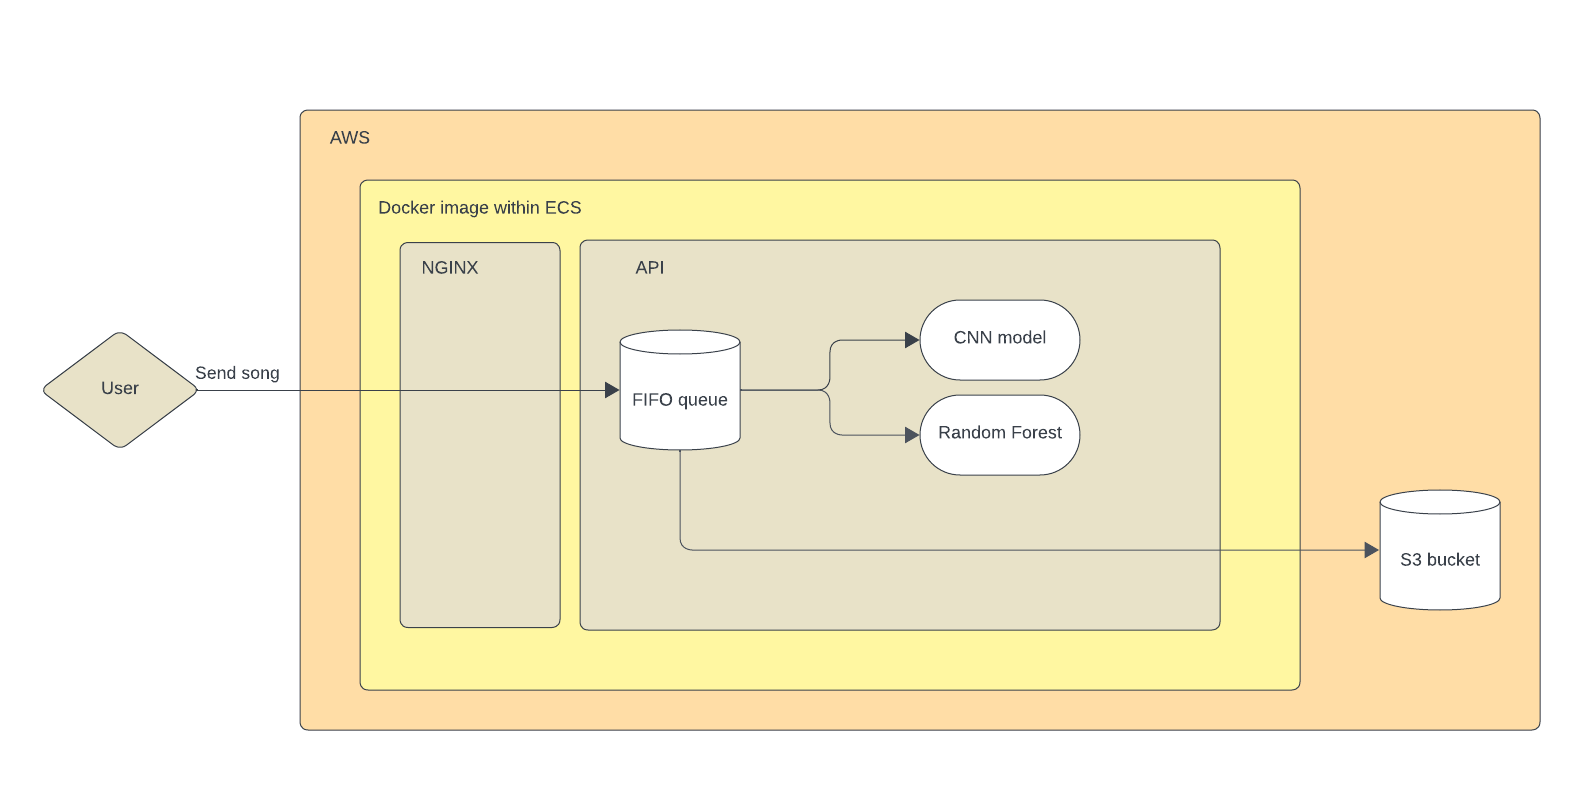 AWS
Docker image within ECS
NGINX
API
CNN model
Send song
User
FIFO queue
Random Forest
S3 bucket